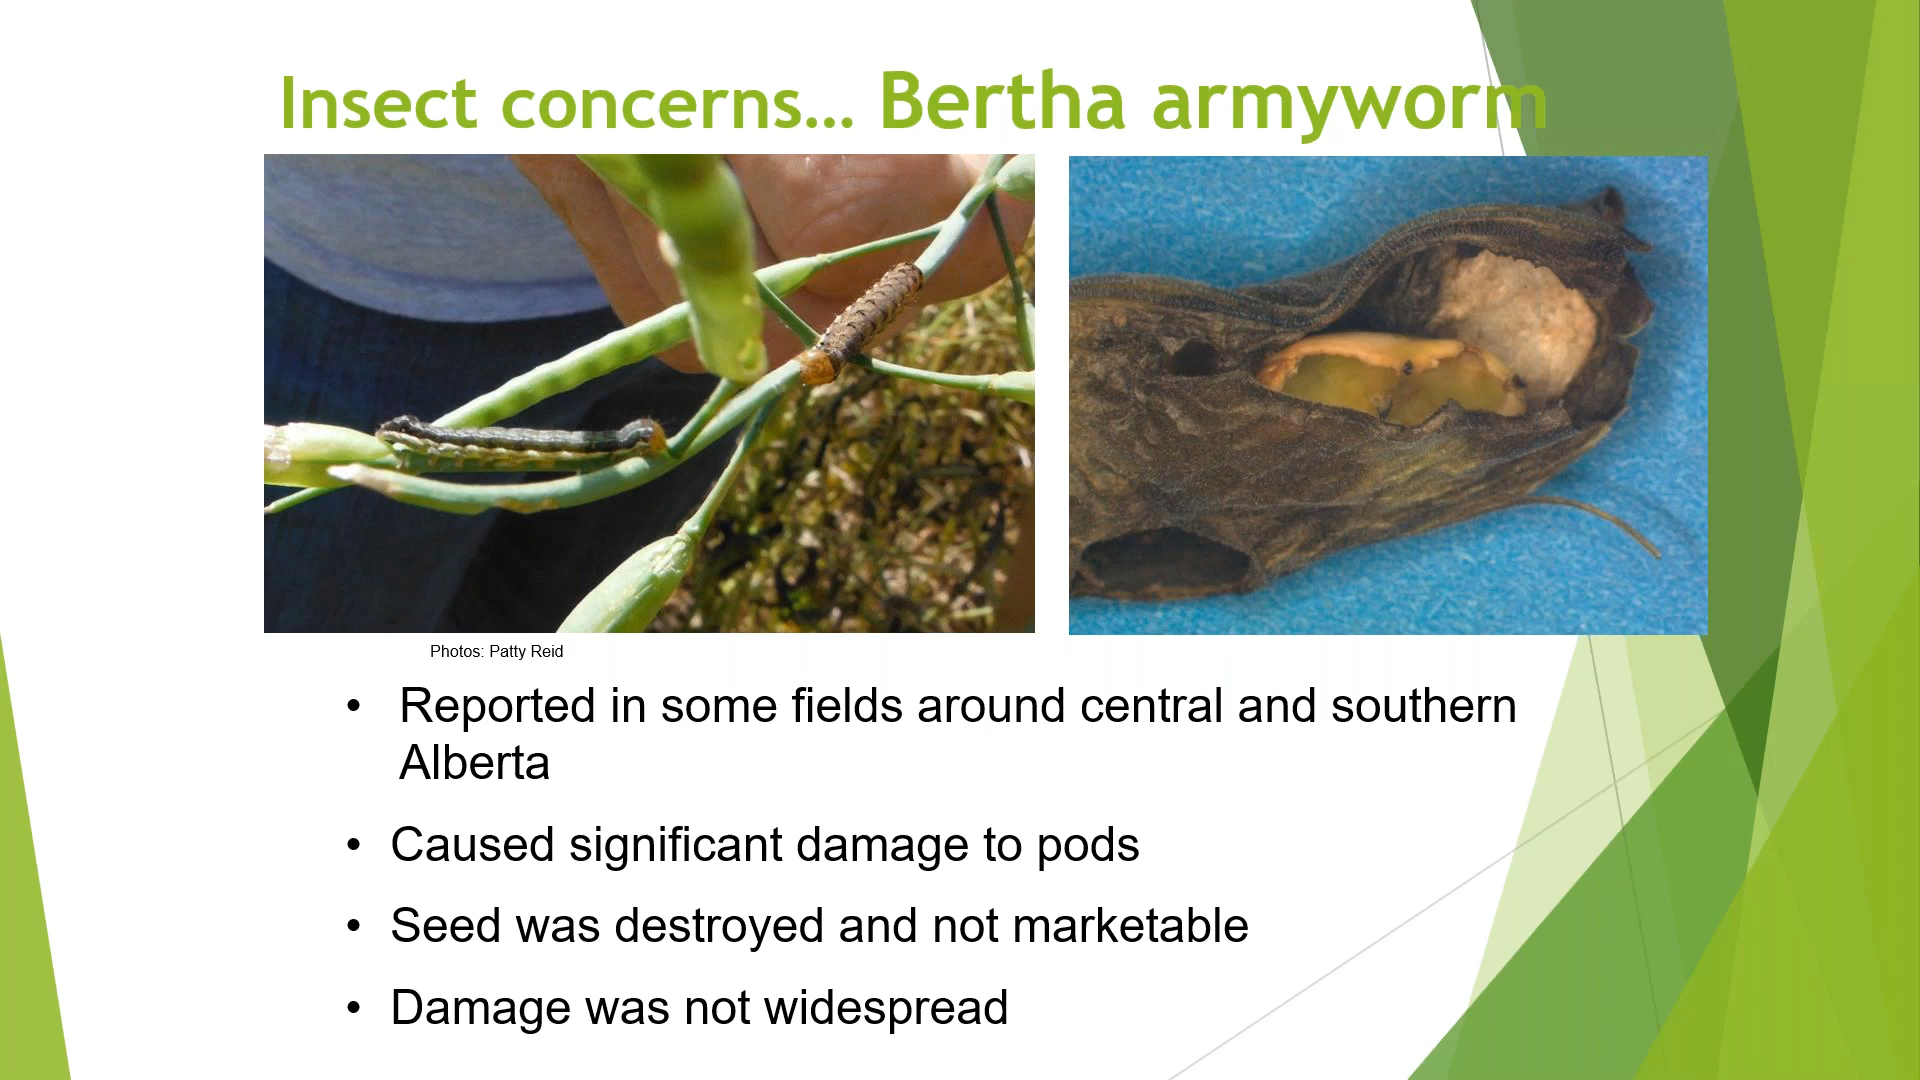 Insect concerns... Bertha armyworm
Photos: Patty Reid
• Reported in some fields around central and southern
Alberta
• Caused significant damage to pods
• Seed was destroyed and not marketable
• Damage was not widespread